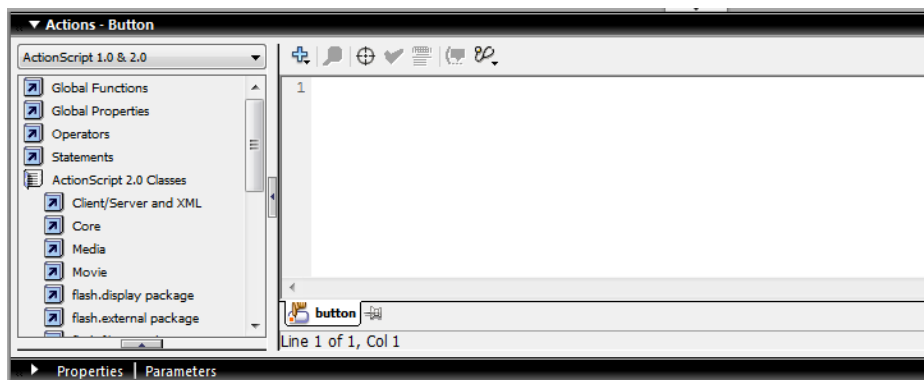 Actions - Button
ActionScript 1.0 & 2.0
Global Functions
Global Properties
Operators
Statements
ActionScript 2.0 Classes
Client/Server and XML
Core
Media
Movie
flash.display package
flash.external package
1
button
Line 1 of 1, Col 1
Properties | Parameters